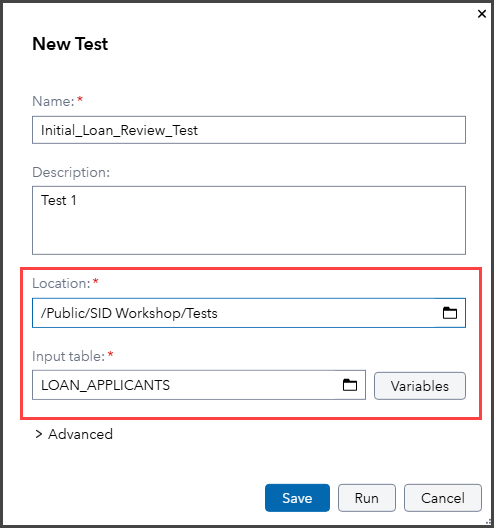 New Test
Name: *
Initial_Loan_Review_Test
Description:
Test 1
Location: *
/Public/SID Workshop/Tests
Input table: *
LOAN_APPLICANTS
Variables
Advanced
Save
Run
Cancel